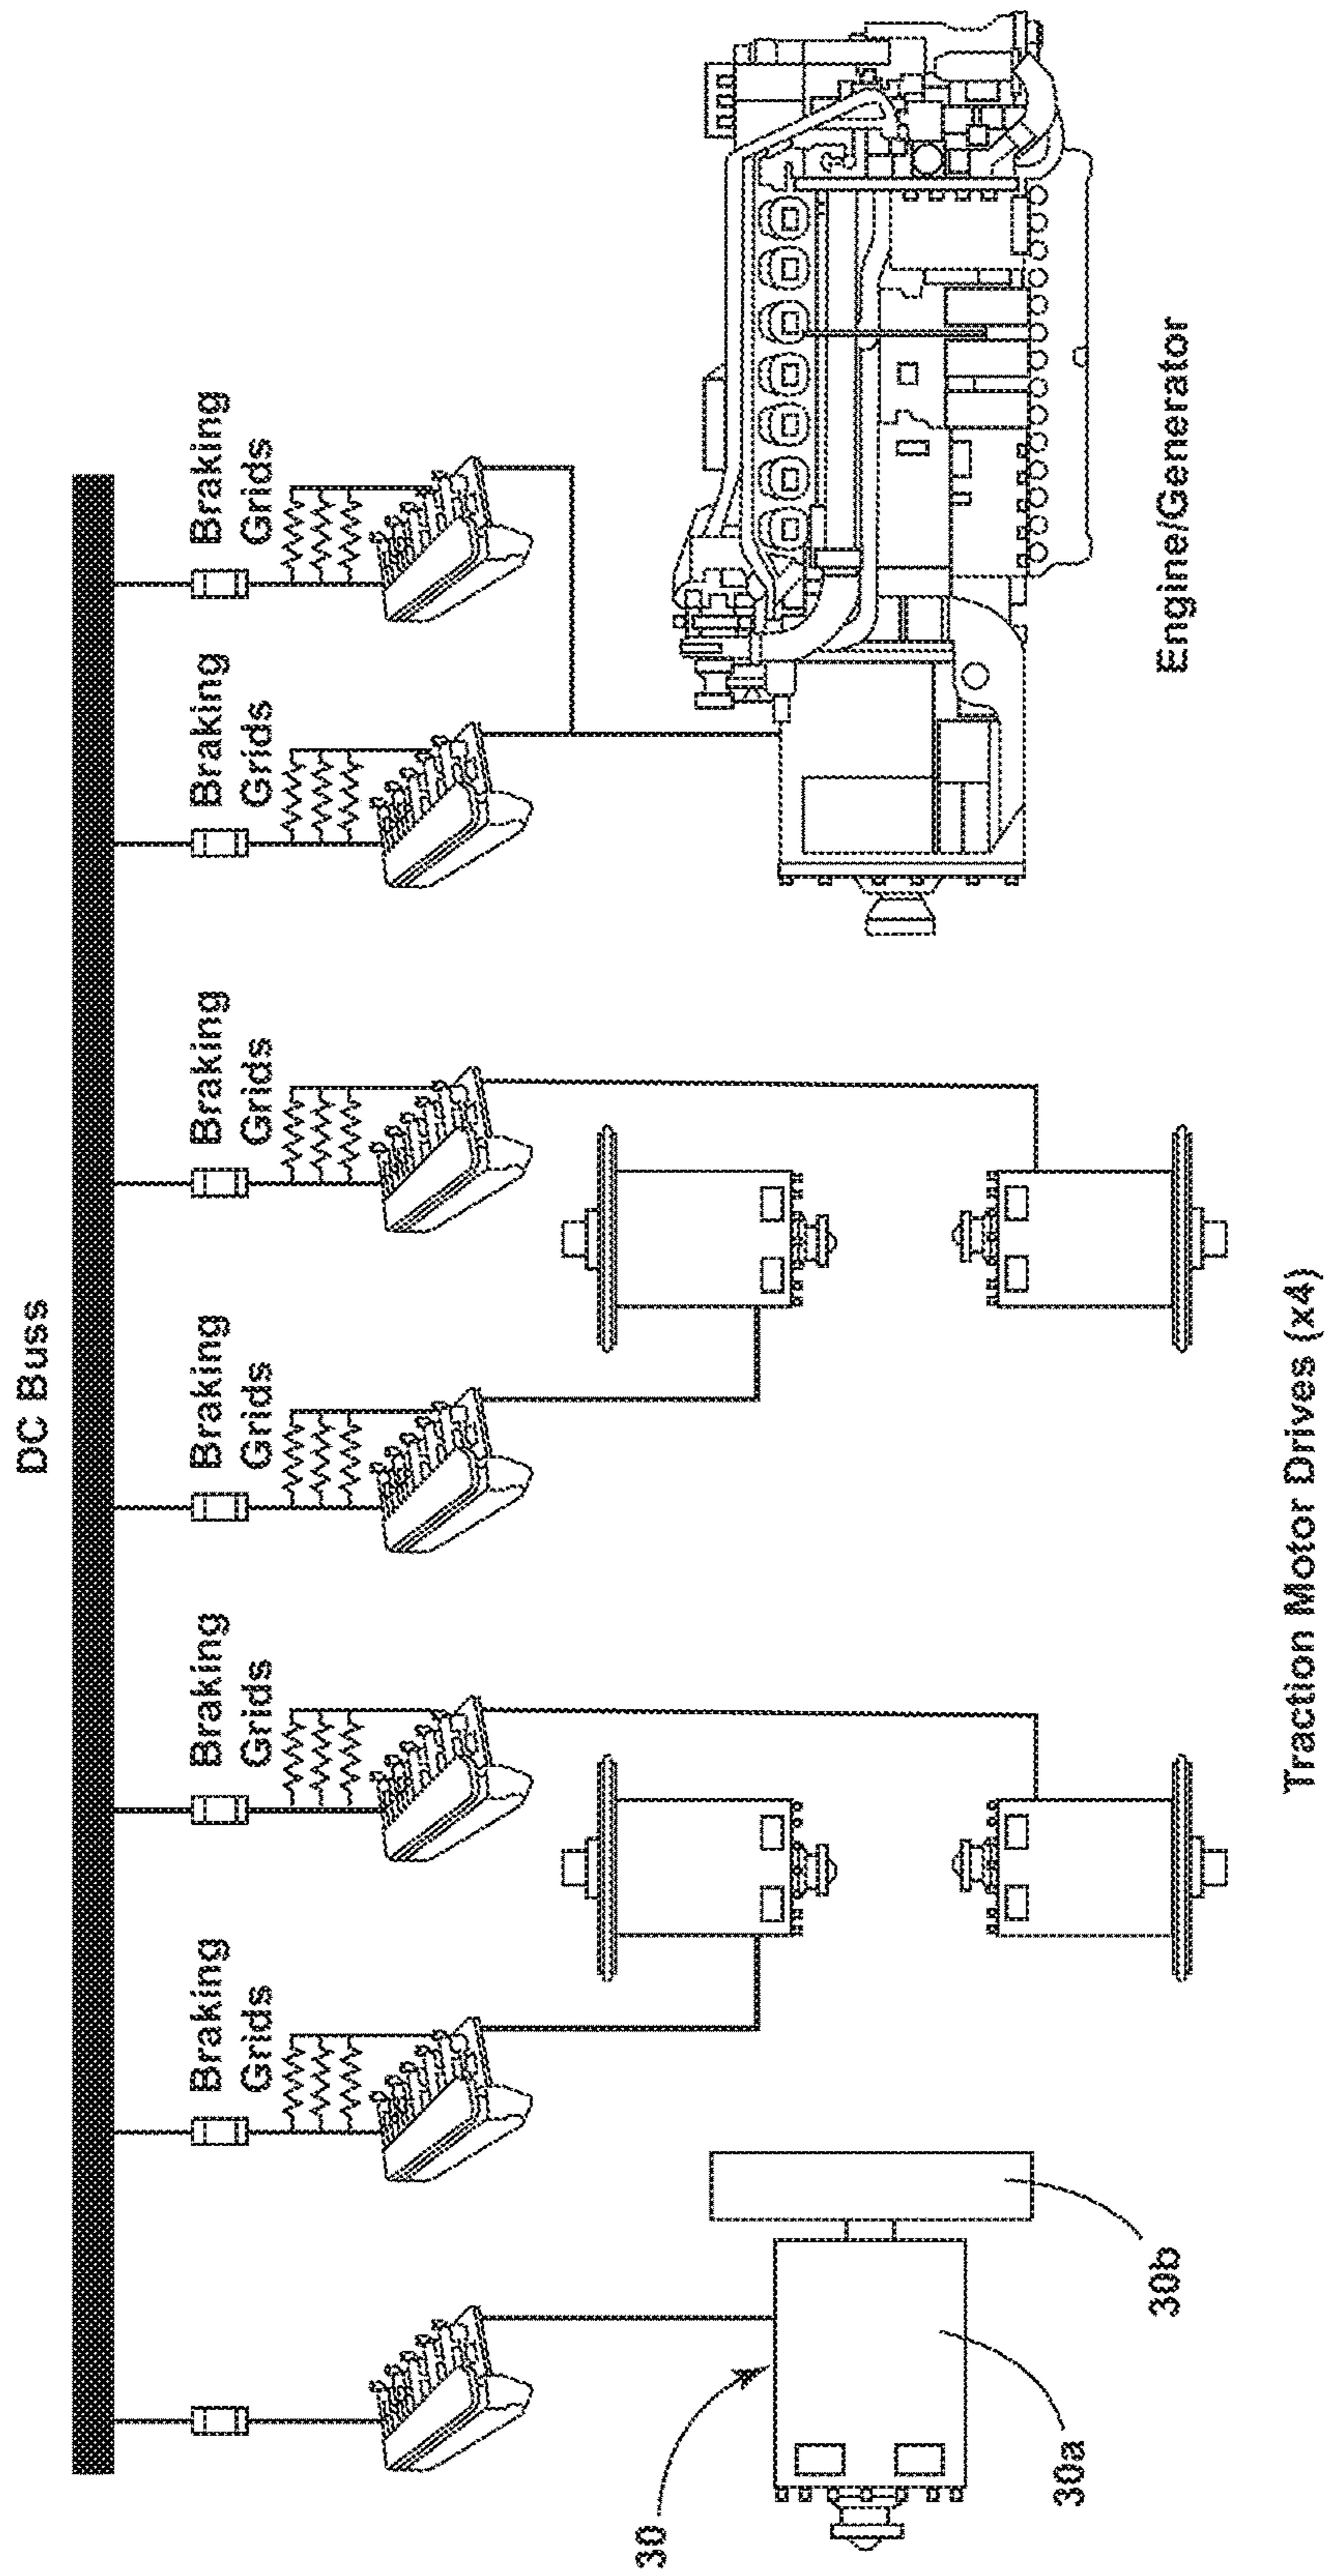 DC Buss
Braking
Grids
Braking
Grids
Braking
Grids
Braking
Grids
Braking
Grids
Braking
Grids
30
30a
30b
Engine/Generator
Traction Motor Drives (x4)